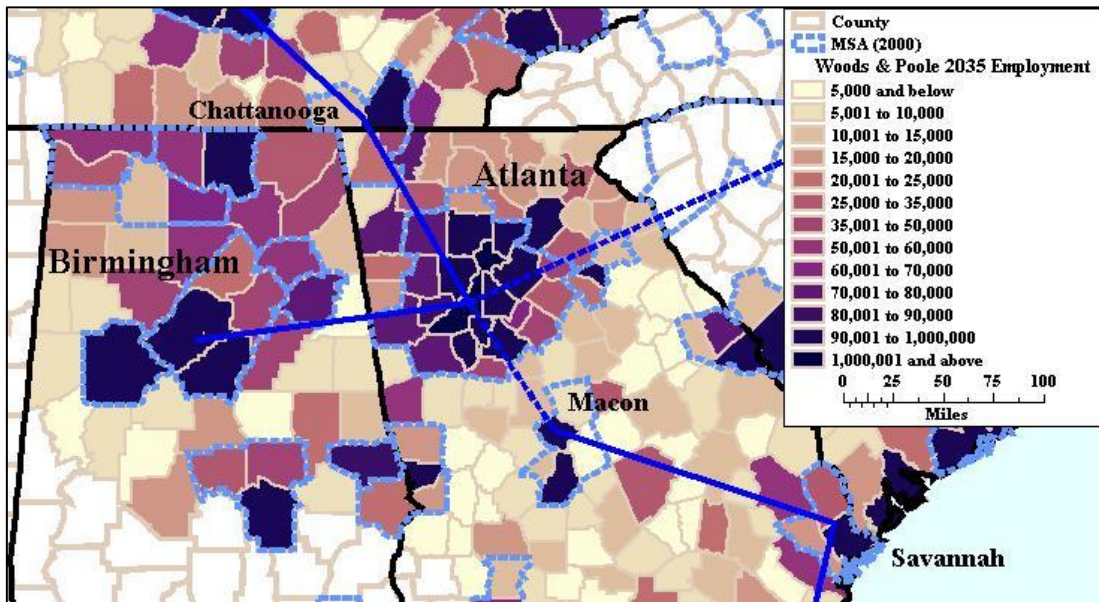 County
MSA (2000)
Woods & Poole 2035 Employment
5,000 and below
5,001 to 10,000
10,001 to 15,000
15,000 to 20,000
20,001 to 25,000
25,000 to 35,000
35,001 to 50,000
50,001 to 60,000
60,001 to 70,000
70,001 to 80,000
80,001 to 90,000
90,001 to 1,000,000
1,000,001 and above
0 25 50 75 100
Miles
Chattanooga
Atlanta
Birmingham
Macon
Savannah